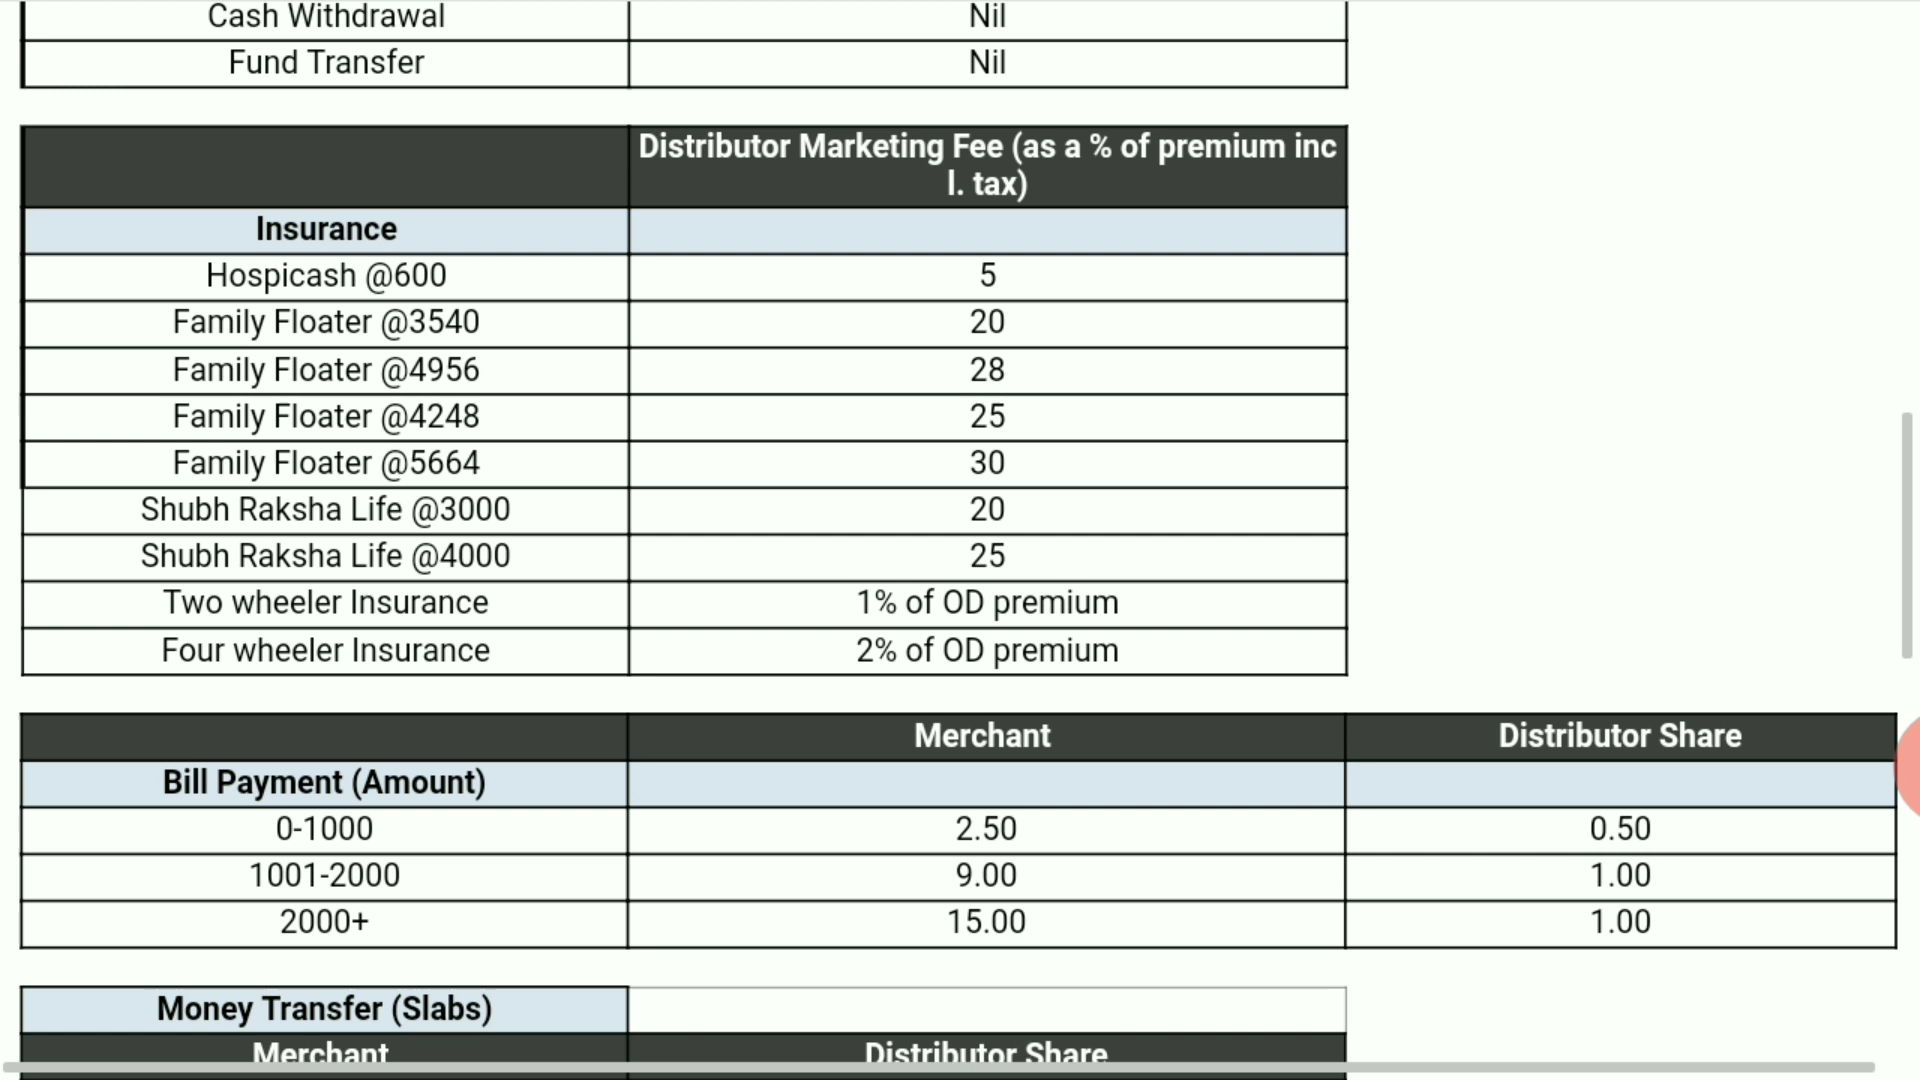 Cash Withdrawal Nil
Fund Transfer Nil
Distributor Marketing Fee (as a % of premium inc
l. tax)
Insurance
Hospicash @600 5
Family Floater @3540 20
Family Floater @4956 28
Family Floater @4248 25
Family Floater @5664 30
Shubh Raksha Life @3000 20
Shubh Raksha Life @4000 25
Two wheeler Insurance 1% of OD premium
Four wheeler Insurance 2% of OD premium
Merchant Distributor Share
Bill Payment (Amount)
0-1000 2.50 0.50
1001-2000 9.00 1.00
2000+ 15.00 1.00
Money Transfer (Slabs)
Merchant Distributor Share